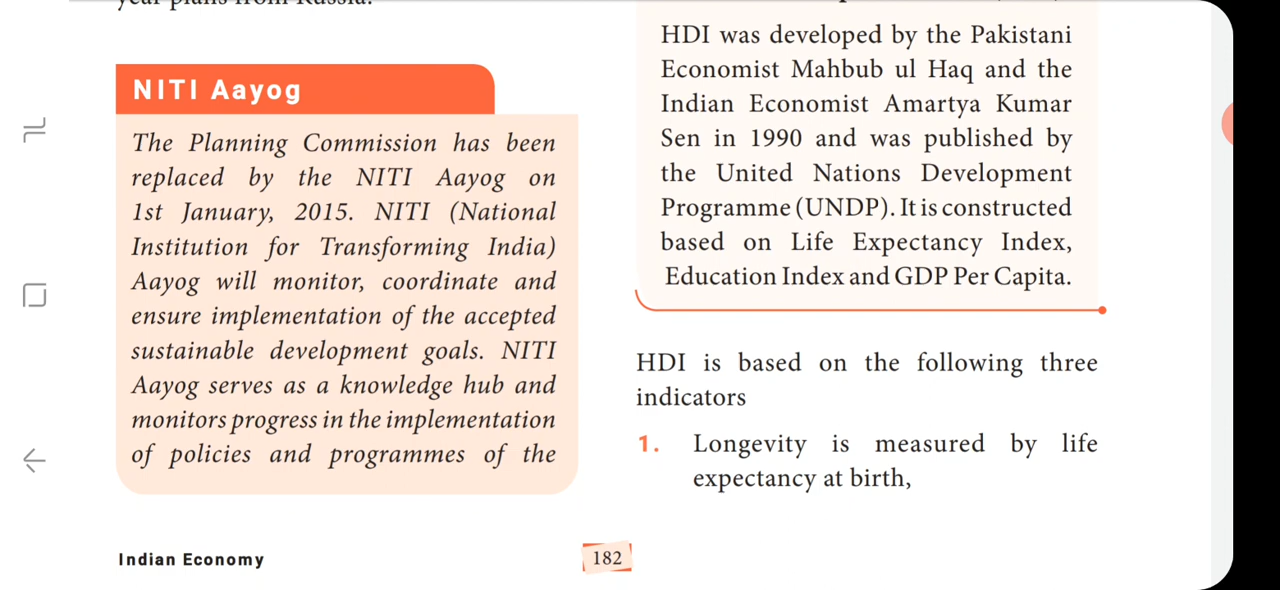 year plans from Russia.
NITI Aayog
The Planning Commission has been
replaced by the NITI Aayog on
1st January, 2015. NITI (National
Institution for Transforming India)
Aayog will monitor, coordinate and
ensure implementation of the accepted
sustainable development goals. NITI
Aayog serves as a knowledge hub and
monitors progress in the implementation
of policies and programmes of the
HDI was developed by the Pakistani
Economist Mahbub ul Haq and the
Indian Economist Amartya Kumar
Sen in 1990 and was published by
the United Nations Development
Programme (UNDP). It is constructed
based on Life Expectancy Index,
Education Index and GDP Per Capita.
HDI is based on the following three
indicators
1. Longevity is measured by life
expectancy at birth,
Indian Economy
182